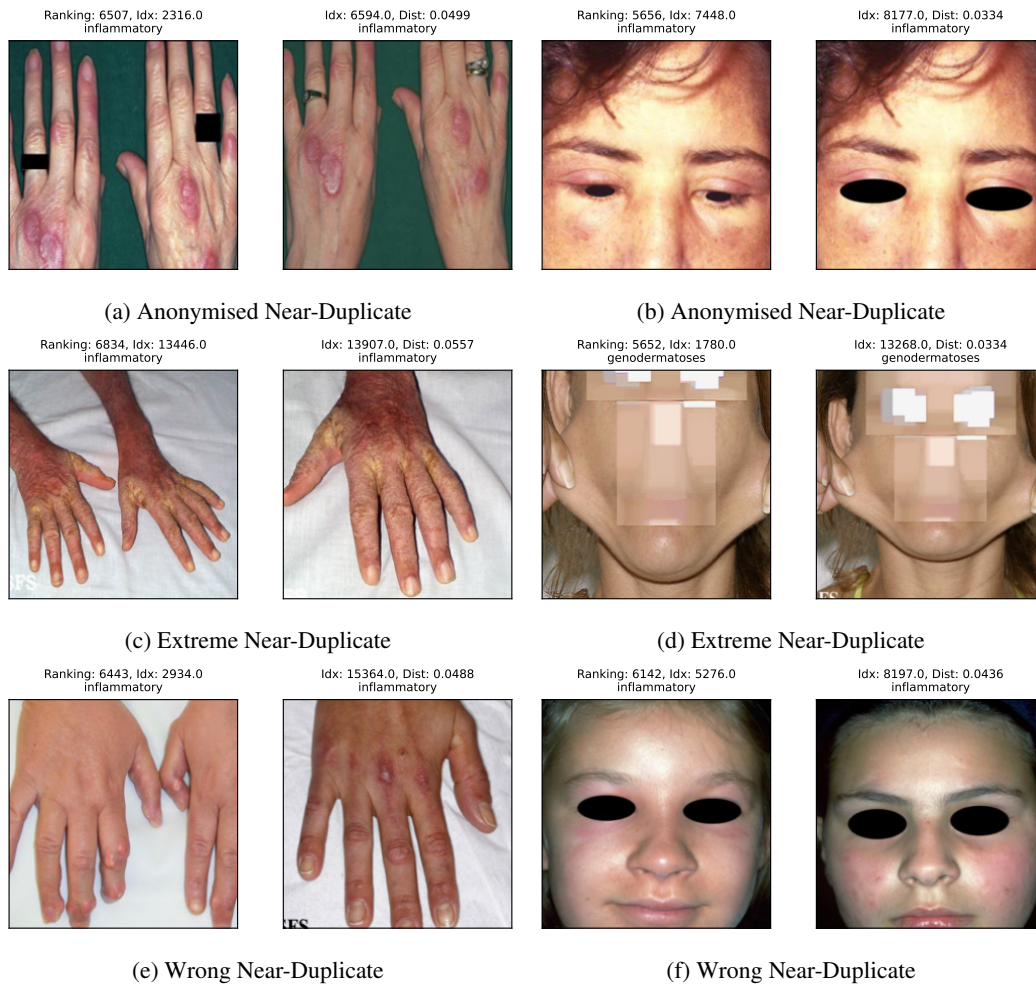 Ranking: 6507, Idx: 2316.0
inflammatory
Idx: 6594.0, Dist: 0.0499
inflammatory
Ranking: 5656, Idx: 7448.0
inflammatory
Idx: 8177.0, Dist: 0.0334
inflammatory
(a) Anonymised Near-Duplicate
(b) Anonymised Near-Duplicate
Ranking: 6834, Idx: 13446.0
inflammatory
Idx: 13907.0, Dist: 0.0557
inflammatory
Ranking: 5652, Idx: 1780.0
genodermatoses
Idx: 13268.0, Dist: 0.0334
genodermatoses
SFS
FS
(c) Extreme Near-Duplicate
(d) Extreme Near-Duplicate
Ranking: 6443, Idx: 2934.0
inflammatory
Idx: 15364.0, Dist: 0.0488
inflammatory
Ranking: 6142, Idx: 5276.0
inflammatory
Idx: 8197.0, Dist: 0.0436
inflammatory
SFS
(e) Wrong Near-Duplicate
(f) Wrong Near-Duplicate